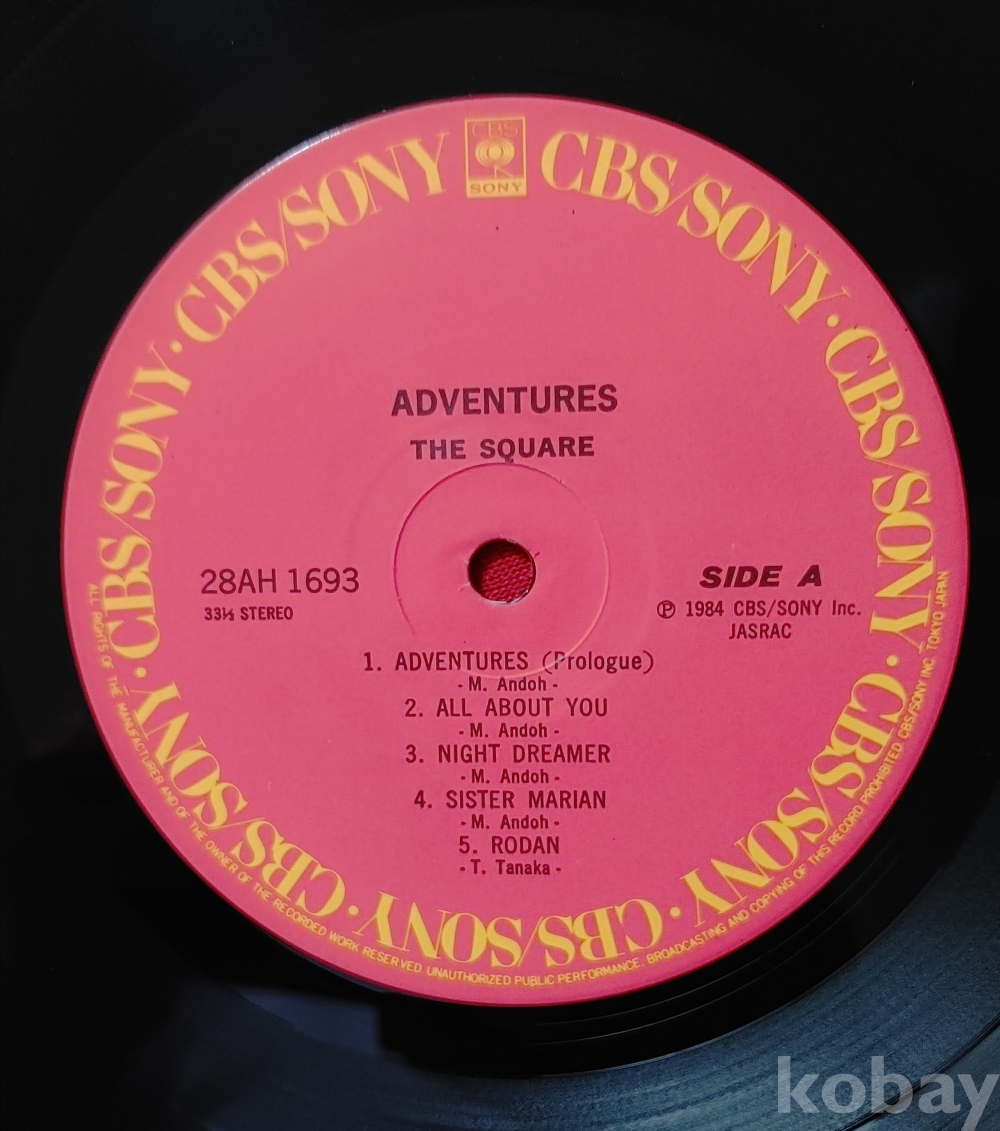 CBS
SONY
CBS/SONY · CBS/SONY · CBS/SONY · CBS/SONY · CBS/SONY · CBS/SONY · CBS/SONY · CBS/SONY · CBS/SONY · CBS/SONY
ADVENTURES
THE SQUARE
28AH 1693
33⅓ STEREO
SIDE A
Ⓟ 1984 CBS/SONY Inc.
JASRAC
1. ADVENTURES (Prologue)
- M. Andoh -
2. ALL ABOUT YOU
- M. Andoh -
3. NIGHT DREAMER
- M. Andoh -
4. SISTER MARIAN
- M. Andoh -
5. RODAN
- T. Tanaka -
ALL RIGHTS OF THE MANUFACTURER AND OF THE OWNER OF THE RECORDED WORK RESERVED. UNAUTHORIZED PUBLIC PERFORMANCE. BROADCASTING AND COPYING OF THIS RECORD PROHIBITED CBS/SONY INC. TOKYO JAPAN
kobay